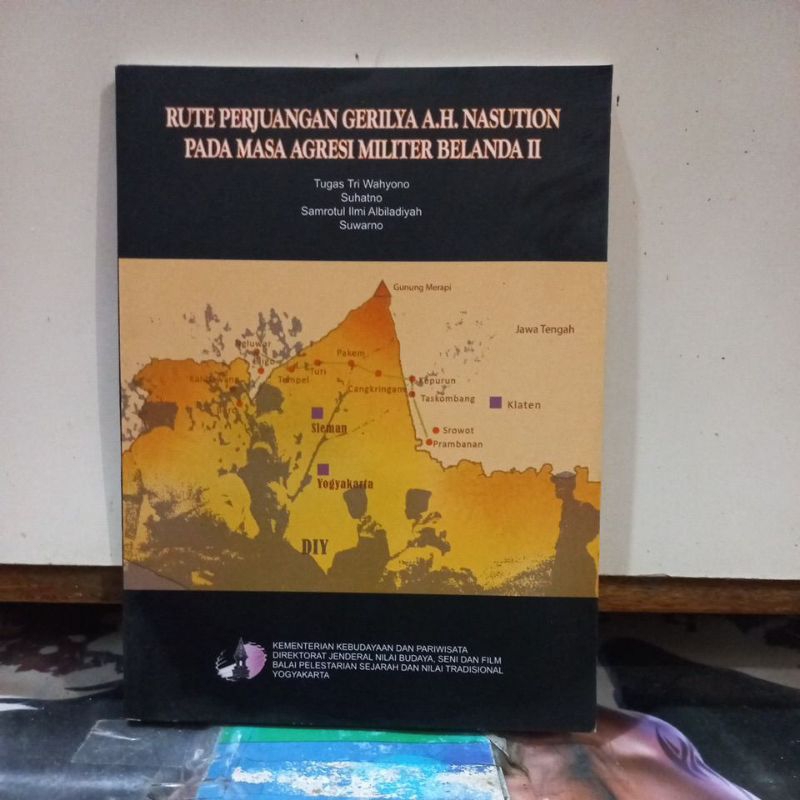 RUTE PERJUANGAN GERILYA A.H. NASUTION
PADA MASA AGRESI MILITER BELANDA II
Tugas Tri Wahyono
Suhatno
Samrotul Ilmi Albiladiyah
Suwarno
Gunung Merapi
Jawa Tengah
Pakem
Turi
Tempel
Cangkringan
Kepurun
Taskombang
Klaten
Sleman
Srowot
Prambanan
Yogyakarta
DIY
KEMENTERIAN KEBUDAYAAN DAN PARIWISATA
DIREKTORAT JENDERAL NILAI BUDAYA, SENI DAN FILM
BALAI PELESTARIAN SEJARAH DAN NILAI TRADISIONAL
YOGYAKARTA